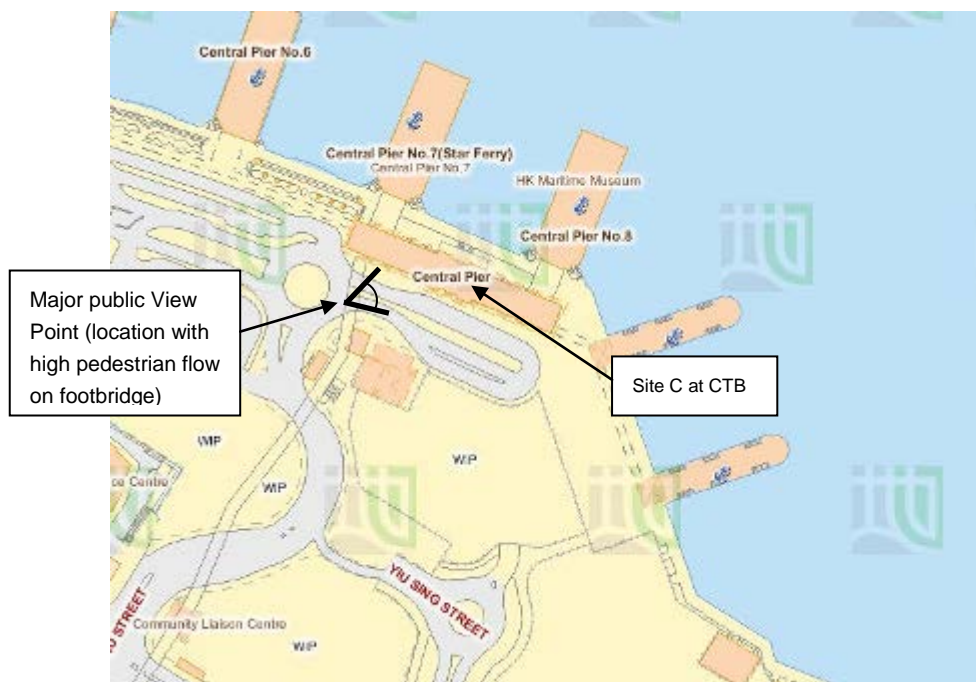 Central Pier No.6
Central Pier No.7(Star Ferry)
Central Pier No.7
HK Maritime Museum
Central Pier No.8
Central Pier
Major public View
Point (location with
high pedestrian flow
on footbridge)
Site C at CTB
WIP
WIP
WIP
ce Centre
YIU SING STREET
Community Liaison Centre
U STREET
WIP